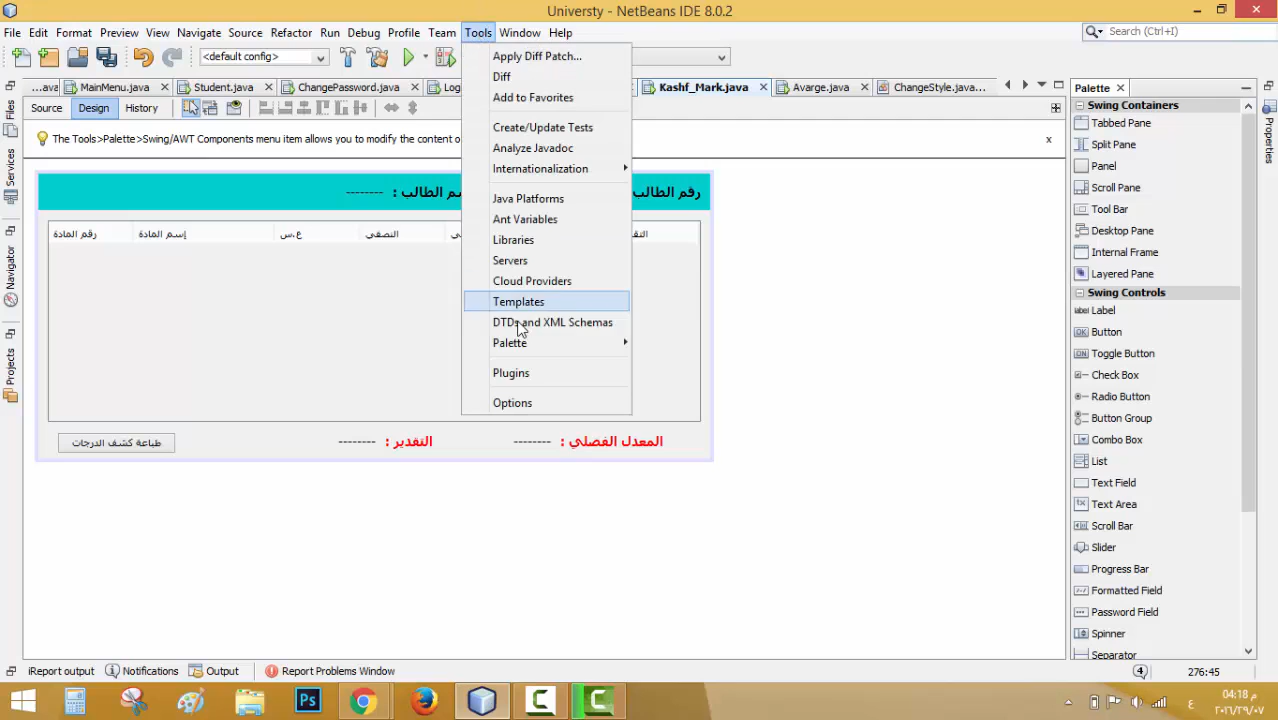 Universty - NetBeans IDE 8.0.2
File Edit Format Preview View Navigate Source Refactor Run Debug Profile Team Tools Window Help
Search (Ctrl+I)
<default config>
...ava MainMenu.java Student.java ChangePassword.java Log Kashf_Mark.java Avarge.java ChangeStyle.java...
Source Design History
The Tools>Palette>Swing/AWT Components menu item allows you to modify the content o
x
رقم الطالب
م الطالب : --------
رقم المادة
إسم المادة
ع.س
النصفي
طباعة كشف الدرجات
التقدير : --------
المعدل الفصلي : --------
Apply Diff Patch...
Diff
Add to Favorites
Create/Update Tests
Analyze Javadoc
Internationalization
Java Platforms
Ant Variables
Libraries
Servers
Cloud Providers
Templates
DTDs and XML Schemas
Palette
Plugins
Options
Files
Services
Navigator
Projects
Palette
Swing Containers
Tabbed Pane
Split Pane
Panel
Scroll Pane
Tool Bar
Desktop Pane
Internal Frame
Layered Pane
Swing Controls
label Label
OK Button
ON Toggle Button
Check Box
Radio Button
Button Group
Combo Box
List
Text Field
Text Area
Scroll Bar
Slider
Progress Bar
Formatted Field
Password Field
Spinner
Separator
Properties
iReport output Notifications Output Report Problems Window
4
276:45
Ps
ع
04:18 م
٢٠١٦/٢٩/٠٧